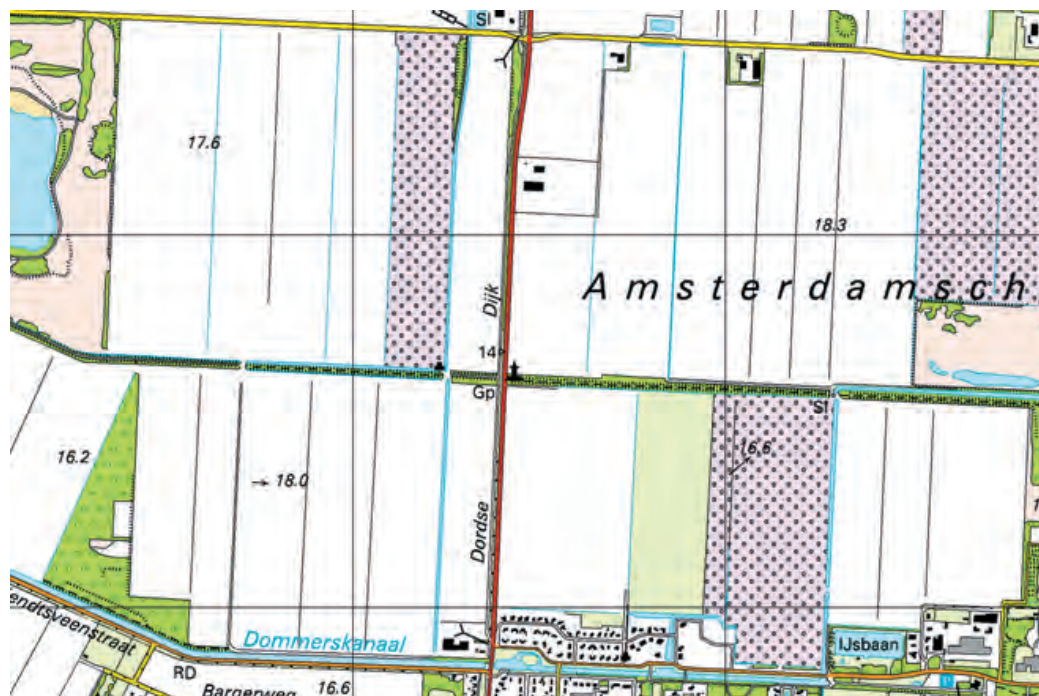 Sl
17.6
18.3
Amsterdamsch
Dijk
14
Gp
Sl
16.2
16.6
18.0
Dordse
endtsveenstraat
Dommerskanaal
IJsbaan
RD
Bargerweg
16.6